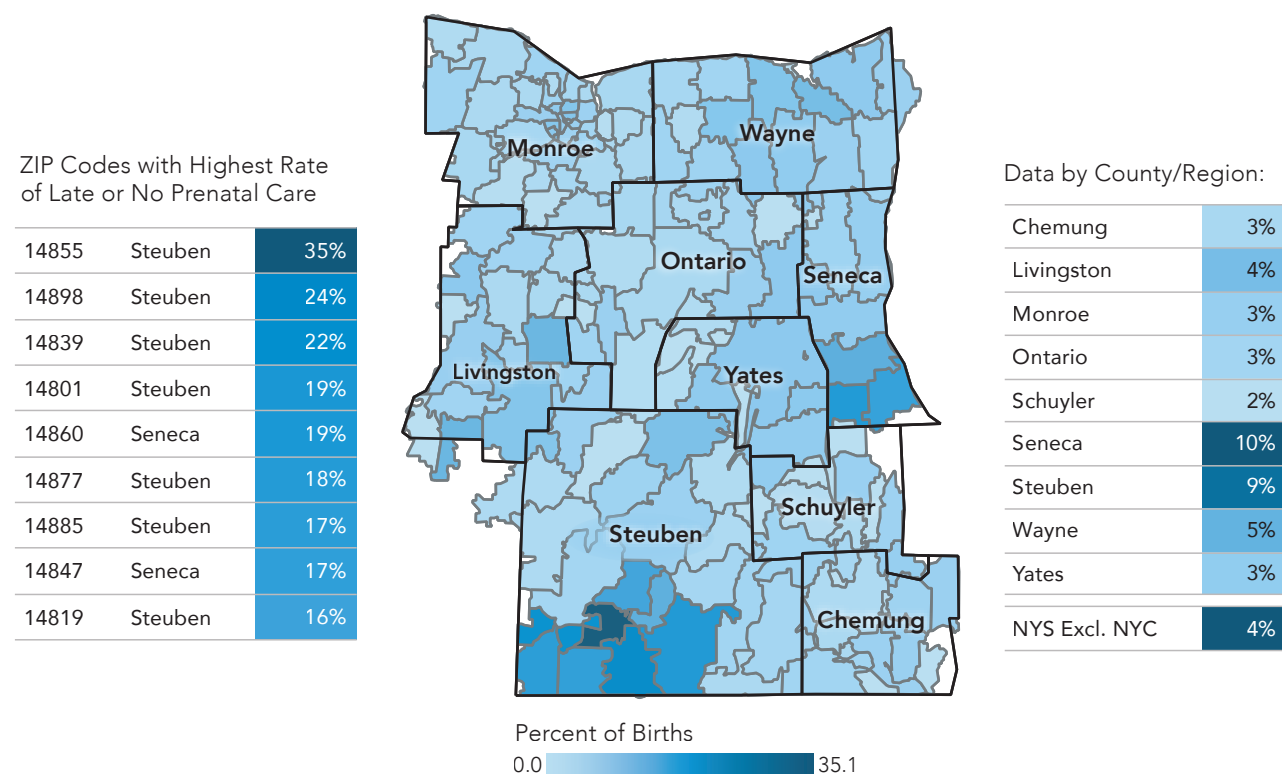 ZIP Codes with Highest Rate
of Late or No Prenatal Care
14855 Steuben 35%
14898 Steuben 24%
14839 Steuben 22%
14801 Steuben 19%
14860 Seneca 19%
14877 Steuben 18%
14885 Steuben 17%
14847 Seneca 17%
14819 Steuben 16%
Monroe
Wayne
Ontario
Seneca
Livingston
Yates
Schuyler
Steuben
Chemung
Percent of Births
0.0 35.1
Data by County/Region:
Chemung 3%
Livingston 4%
Monroe 3%
Ontario 3%
Schuyler 2%
Seneca 10%
Steuben 9%
Wayne 5%
Yates 3%
NYS Excl. NYC 4%